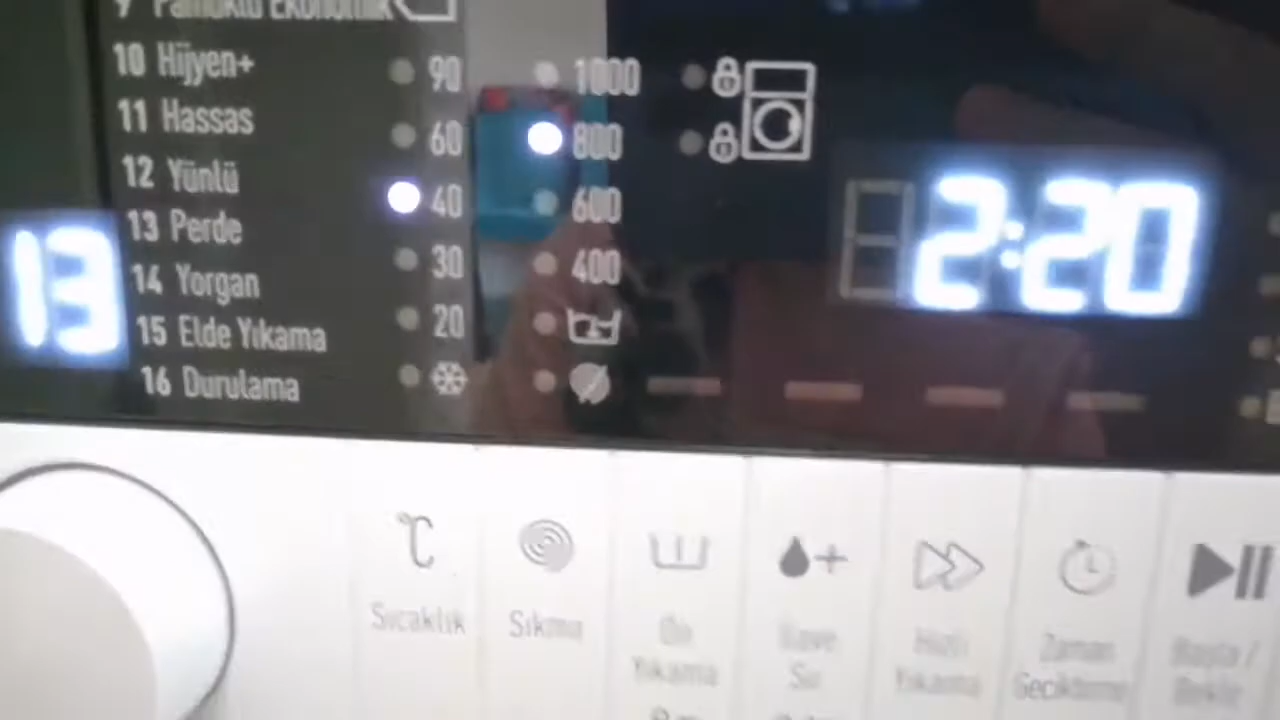 9 Pamuklu Ekonomik
10 Hijyen+
11 Hassas
12 Yünlü
13 Perde
14 Yorgan
15 Elde Yıkama
16 Durulama
13
90
60
40
30
20
1000
800
600
400
2:20
℃
Sıcaklık
Sıkma
Ön
Yıkama
İlave
Su
Hızlı
Yıkama
Zaman
Geciktirme
Başla /
Bekle